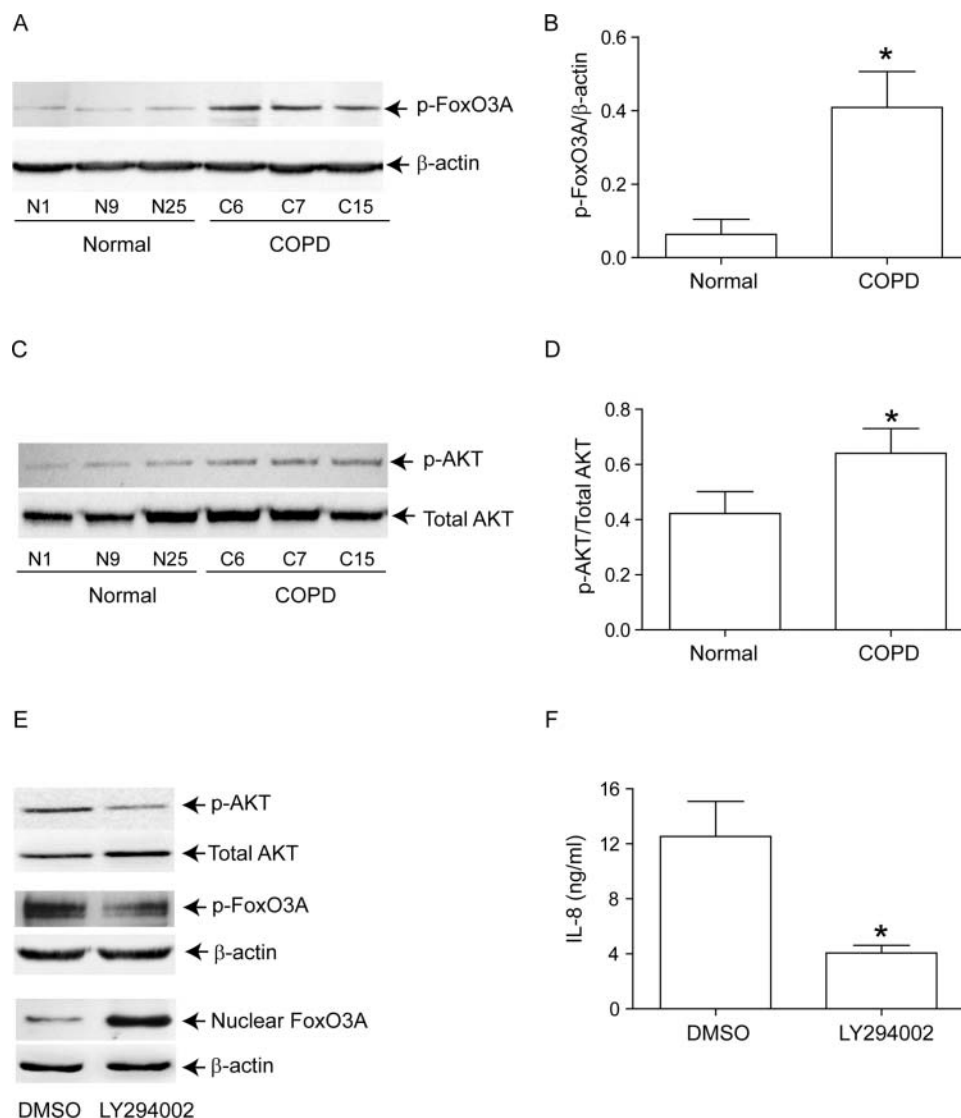 A
p-FoxO3A
β-actin
N1 N9 N25 C6 C7 C15
Normal COPD
B
p-FoxO3A/β-actin
0.6
0.4
0.2
0.0
*
Normal COPD
C
p-AKT
Total AKT
N1 N9 N25 C6 C7 C15
Normal COPD
D
p-AKT/Total AKT
0.8
0.6
0.4
0.2
0.0
*
Normal COPD
E
p-AKT
Total AKT
p-FoxO3A
β-actin
Nuclear FoxO3A
β-actin
DMSO LY294002
F
IL-8 (ng/ml)
16
12
8
4
0
*
DMSO LY294002